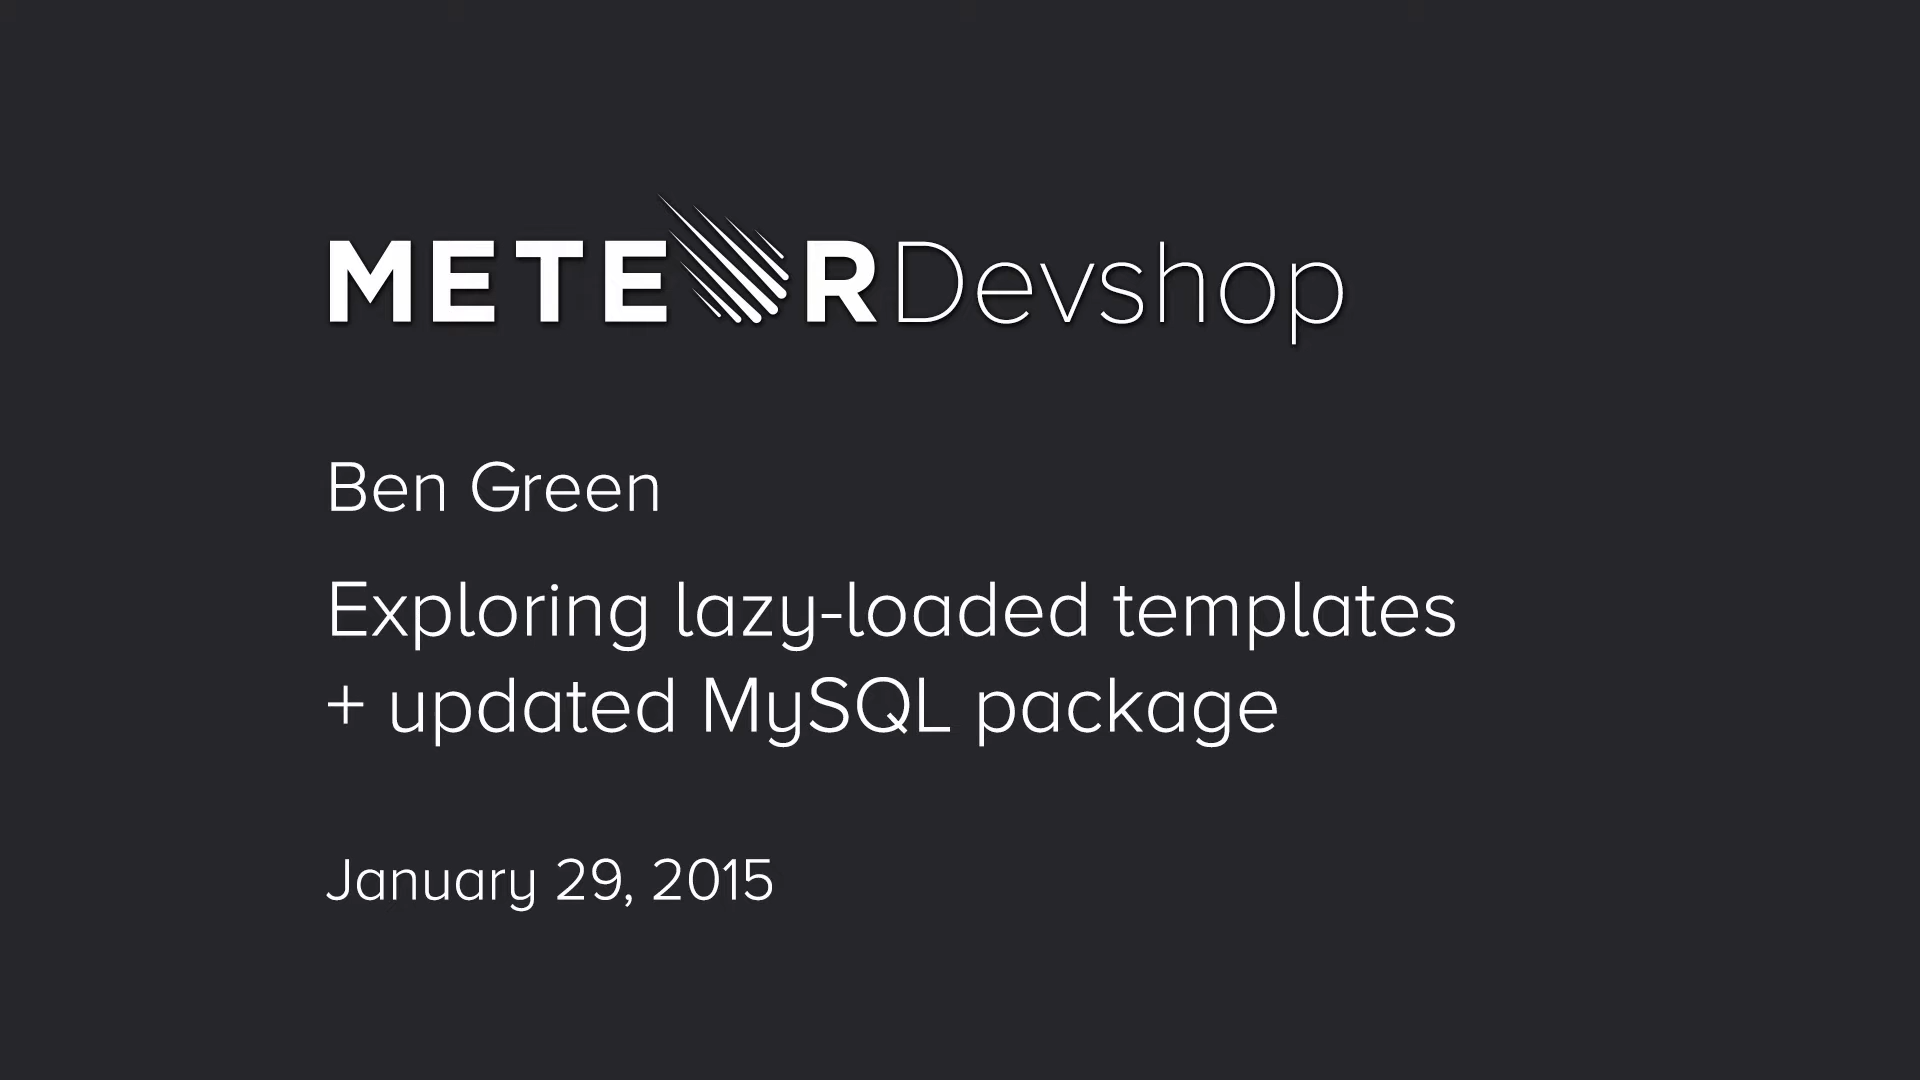 METEOR Devshop
Ben Green
Exploring lazy-loaded templates
+ updated MySQL package
January 29, 2015